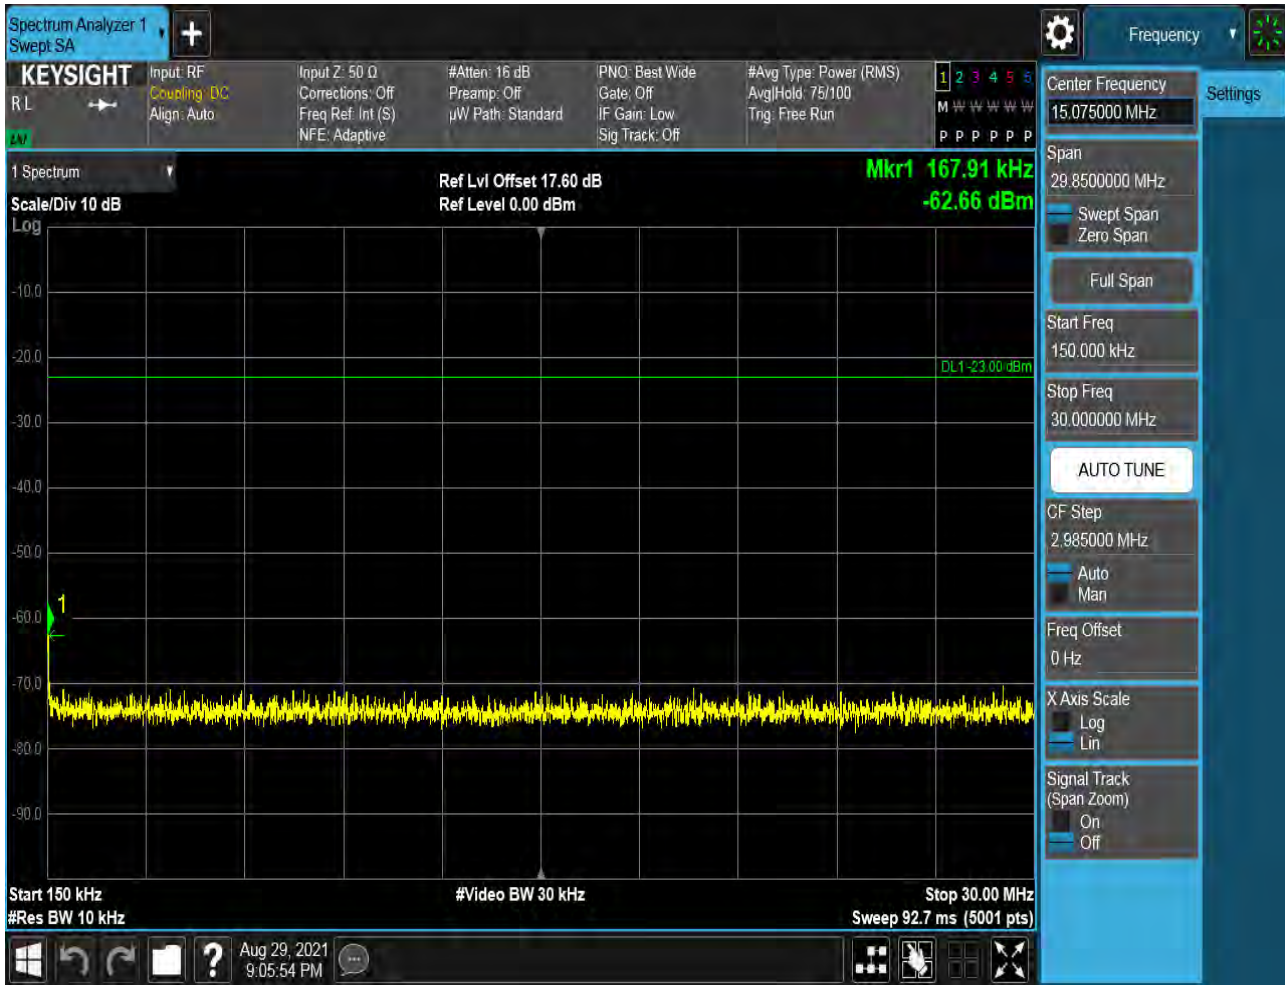 Spectrum Analyzer 1
Swept SA
+
Frequency
KEYSIGHT
R L
LNI
Input: RF
Coupling: DC
Align: Auto
Input Z: 50 Ω
Corrections: Off
Freq Ref: Int (S)
NFE: Adaptive
#Atten: 16 dB
Preamp: Off
µW Path: Standard
PNO: Best Wide
Gate: Off
IF Gain: Low
Sig Track: Off
#Avg Type: Power (RMS)
Avg|Hold: 75/100
Trig: Free Run
1 2 3 4 5 6
M W W W W W
P P P P P P
1 Spectrum
Scale/Div 10 dB
Log
Ref Lvl Offset 17.60 dB
Ref Level 0.00 dBm
Mkr1 167.91 kHz
-62.66 dBm
-10.0
-20.0
DL1 -23.00 dBm
-30.0
-40.0
-50.0
1
-60.0
-70.0
-80.0
-90.0
Start 150 kHz
#Res BW 10 kHz
#Video BW 30 kHz
Stop 30.00 MHz
Sweep 92.7 ms (5001 pts)
Center Frequency
15.075000 MHz
Settings
Span
29.8500000 MHz
Swept Span
Zero Span
Full Span
Start Freq
150.000 kHz
Stop Freq
30.000000 MHz
AUTO TUNE
CF Step
2.985000 MHz
Auto
Man
Freq Offset
0 Hz
X Axis Scale
Log
Lin
Signal Track
(Span Zoom)
On
Off
?
Aug 29, 2021
9:05:54 PM